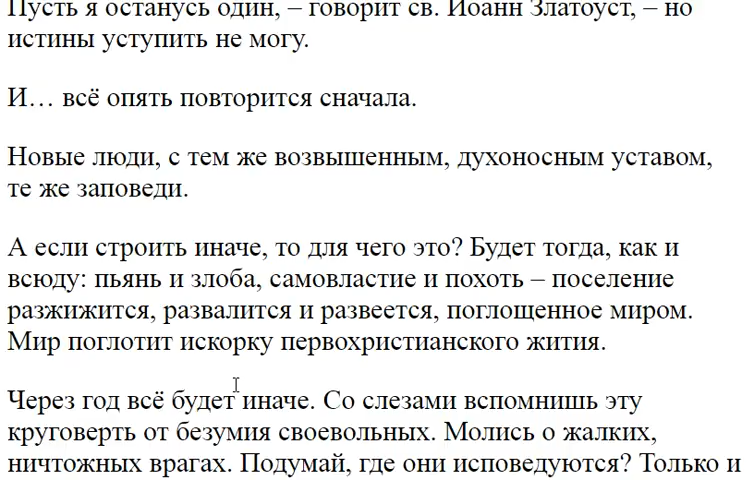 Пусть я останусь один, – говорит св. Иоанн Златоуст, – но
истины уступить не могу.
И… всё опять повторится сначала.
Новые люди, с тем же возвышенным, духоносным уставом,
те же заповеди.
А если строить иначе, то для чего это? Будет тогда, как и
всюду: пьянь и злоба, самовластие и похоть – поселение
разжижится, развалится и развеется, поглощенное миром.
Мир поглотит искорку первохристианского жития.
Через год всё будет иначе. Со слезами вспомнишь эту
круговерть от безумия своевольных. Молись о жалких,
ничтожных врагах. Подумай, где они исповедуются? Только и